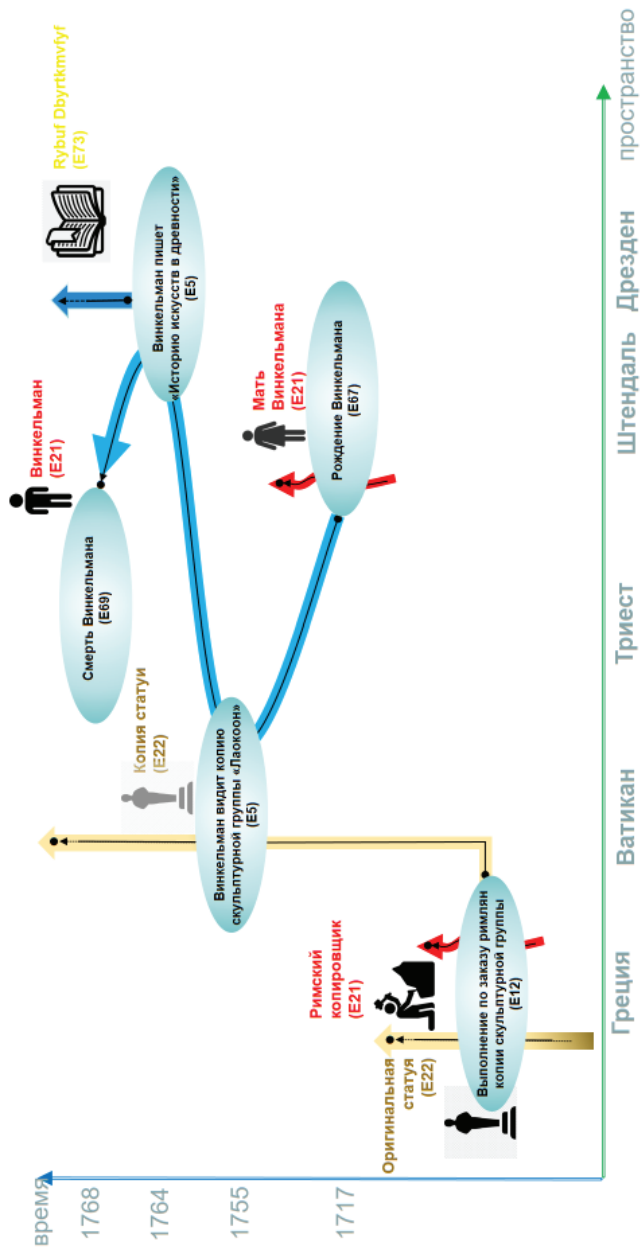 время
1768
1764
1755
1717
Rybuf Dbyrtkmvfyf
(E73)
Винкельман
(E21)
Смерть Винкельмана
(E69)
Винкельман пишет
«Историю искусств в древности»
(E5)
Копия статуи
(E22)
Винкельман видит копию
скульптурной группы «Лаокоон»
(E5)
Мать
Винкельмана
(E21)
Рождение Винкельмана
(E67)
Римский
копировщик
(E21)
Оригинальная
статуя
(E22)
Выполнение по заказу римлян
копии скульптурной группы
(E12)
Греция
Ватикан
Триест
Штендаль
Дрезден
пространство